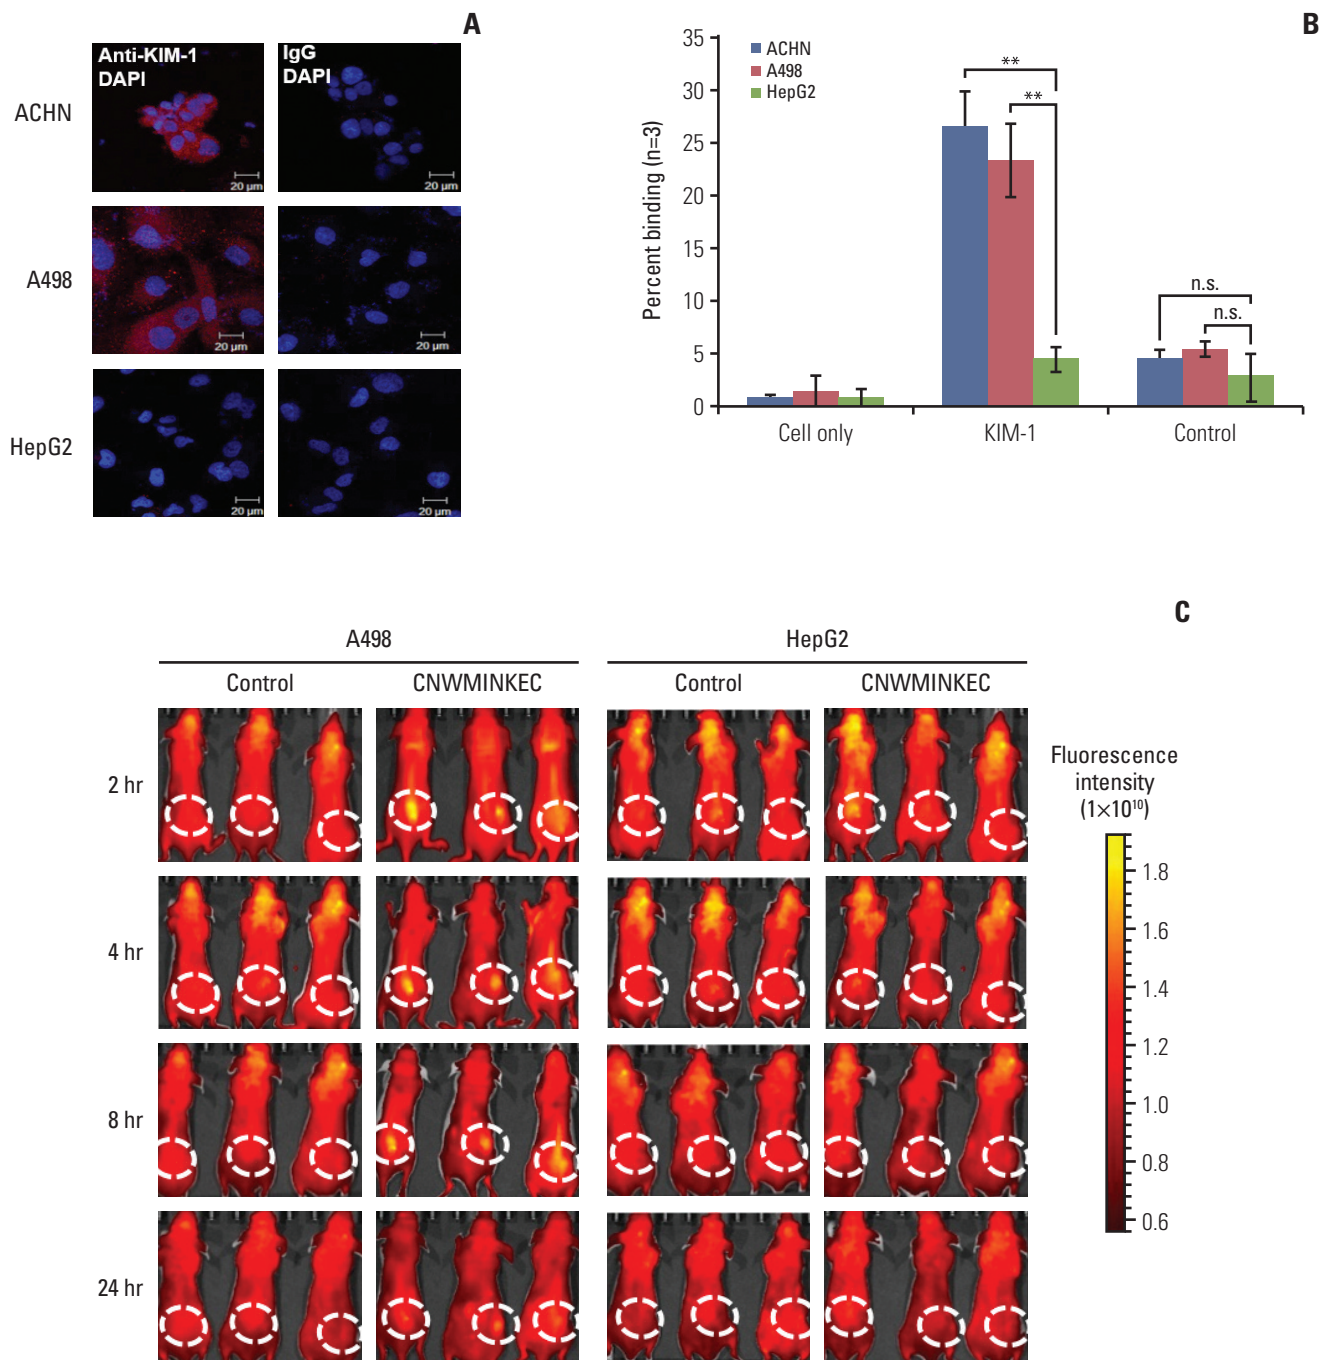 A
Anti-KIM-1
DAPI
IgG
DAPI
ACHN
20 µm
20 µm
A498
20 µm
20 µm
HepG2
20 µm
20 µm
B
Percent binding (n=3)
35
30
25
20
15
10
5
0
ACHN
A498
HepG2
**
**
n.s.
n.s.
Cell only
KIM-1
Control
C
A498
HepG2
Control
CNWMINKEC
Control
CNWMINKEC
2 hr
4 hr
8 hr
24 hr
Fluorescence
intensity
(1×10¹⁰)
1.8
1.6
1.4
1.2
1.0
0.8
0.6